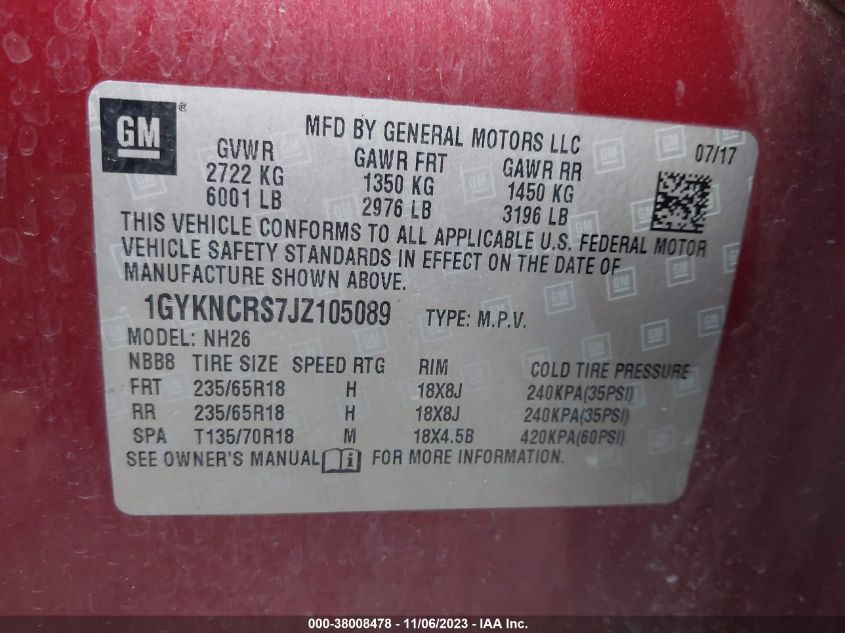 GM ®
MFD BY GENERAL MOTORS LLC
07/17
GVWR GAWR FRT GAWR RR
2722 KG 1350 KG 1450 KG
6001 LB 2976 LB 3196 LB
THIS VEHICLE CONFORMS TO ALL APPLICABLE U.S. FEDERAL MOTOR
VEHICLE SAFETY STANDARDS IN EFFECT ON THE DATE OF
MANUFACTURE SHOWN ABOVE.
1GYKNCRS7JZ105089 TYPE: M.P.V.
MODEL: NH26
NBB8 TIRE SIZE SPEED RTG RIM COLD TIRE PRESSURE
FRT 235/65R18 H 18X8J 240KPA(35PSI)
RR 235/65R18 H 18X8J 240KPA(35PSI)
SPA T135/70R18 M 18X4.5B 420KPA(60PSI)
SEE OWNER'S MANUAL i FOR MORE INFORMATION.
000-38008478 - 11/06/2023 - IAA Inc.